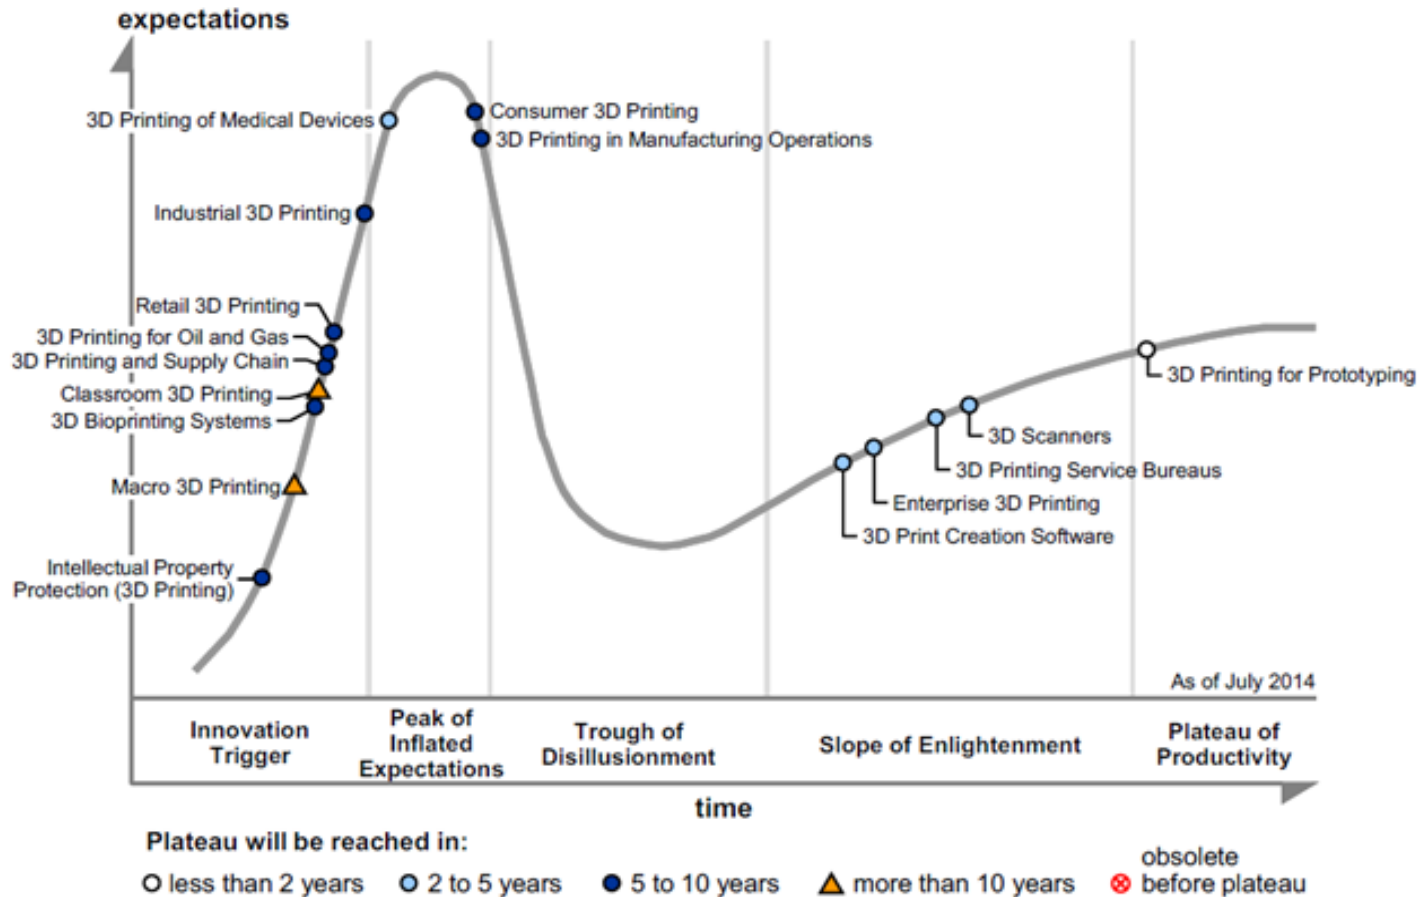 expectations
3D Printing of Medical Devices
Consumer 3D Printing
3D Printing in Manufacturing Operations
Industrial 3D Printing
Retail 3D Printing
3D Printing for Oil and Gas
3D Printing and Supply Chain
Classroom 3D Printing
3D Bioprinting Systems
Macro 3D Printing
Intellectual Property
Protection (3D Printing)
3D Printing for Prototyping
3D Scanners
3D Printing Service Bureaus
Enterprise 3D Printing
3D Print Creation Software
As of July 2014
Innovation
Trigger
Peak of
Inflated
Expectations
Trough of
Disillusionment
Slope of Enlightenment
Plateau of
Productivity
time
Plateau will be reached in:
less than 2 years
2 to 5 years
5 to 10 years
more than 10 years
obsolete
before plateau